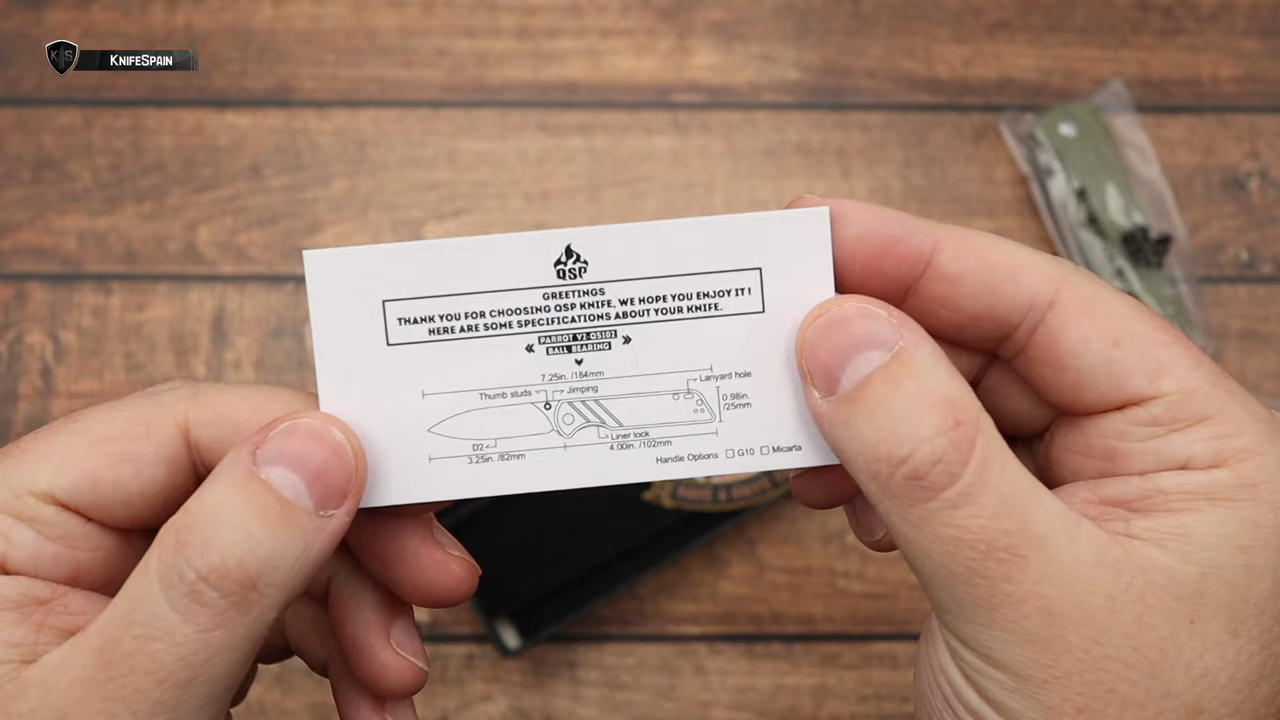 KS
KNIFESPAIN
QSP
GREETINGS
THANK YOU FOR CHOOSING QSP KNIFE, WE HOPE YOU ENJOY IT !
HERE ARE SOME SPECIFICATIONS ABOUT YOUR KNIFE.
« PARROT V2 QS102 »
BALL BEARING
7.25in. /184mm
Thumb studs
Jimping
Lanyard hole
0.98in.
/25mm
D2
Liner lock
3.25in. /82mm
4.00in. /102mm
Handle Options □ G10 □ Micarta